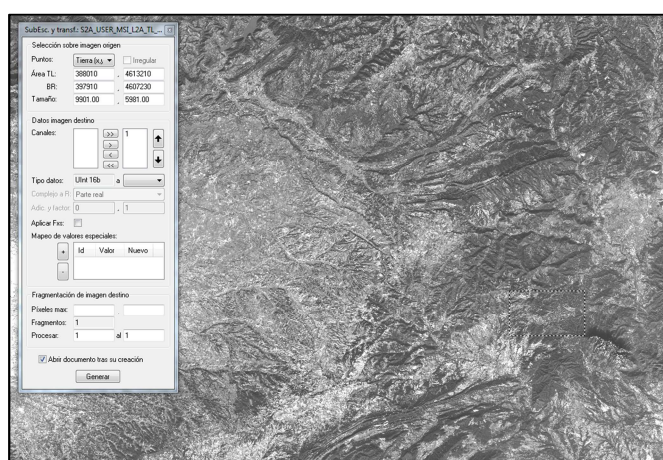 SubEsc. y transf.: S2A_USER_MSI_L2A_TL_...
Selección sobre imagen origen
Puntos: Tierra (x,y Irregular
Área TL: 388010 , 4613210
BR: 397910 , 4607230
Tamaño: 9901.00 , 5981.00
Datos imagen destino
Canales: >> 1
>
<
<<
Tipo datos: UInt 16b a
Complejo a R: Parte real
Adic. y factor: 0 , 1
Aplicar Fxs:
Mapeo de valores especiales:
+ Id Valor Nuevo
-
Fragmentación de imagen destino
Píxeles max:
Fragmentos: 1
Procesar: 1 al 1
Abrir documento tras su creación
Generar